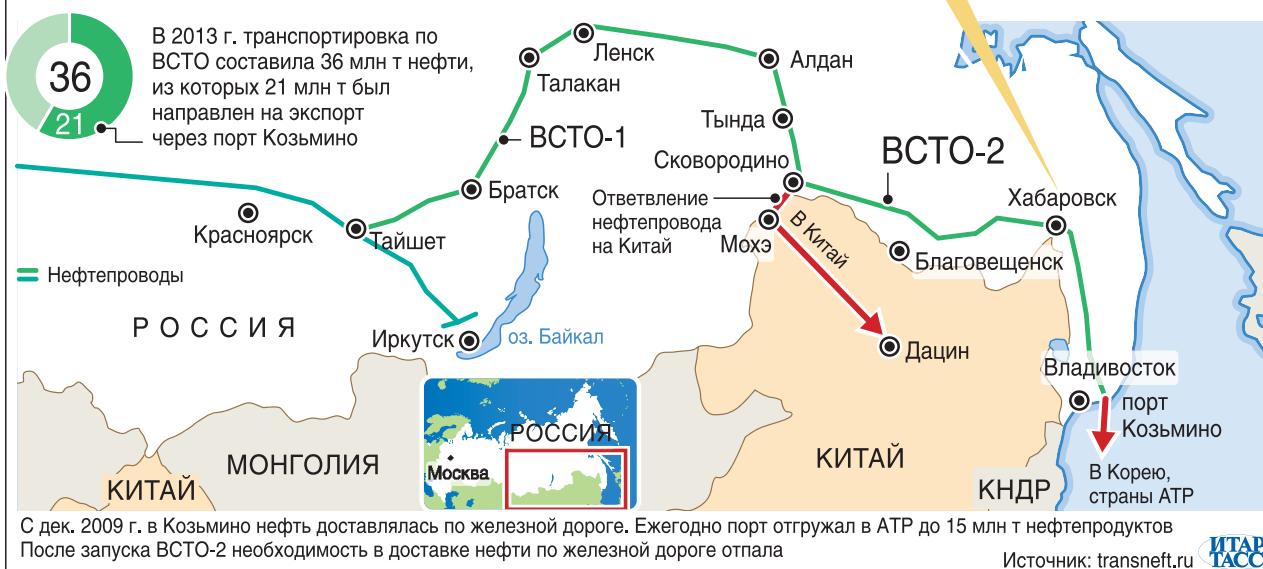 36
21
В 2013 г. транспортировка по
ВСТО составила 36 млн т нефти,
из которых 21 млн т был
направлен на экспорт
через порт Козьмино
Ленск
Талакан
Алдан
Тында
ВСТО-1
ВСТО-2
Сковородино
Братск
Хабаровск
Ответвление
нефтепровода
на Китай
Красноярск
Тайшет
Мохэ
В Китай
Благовещенск
Нефтепроводы
РОССИЯ
Иркутск
оз. Байкал
Дацин
Владивосток
порт
Козьмино
РОССИЯ
Москва
МОНГОЛИЯ
КИТАЙ
КИТАЙ
КНДР
В Корею,
страны АТР
С дек. 2009 г. в Козьмино нефть доставлялась по железной дороге. Ежегодно порт отгружал в АТР до 15 млн т нефтепродуктов
После запуска ВСТО-2 необходимость в доставке нефти по железной дороге отпала
Источник: transneft.ru
ИТАР
ТАСС